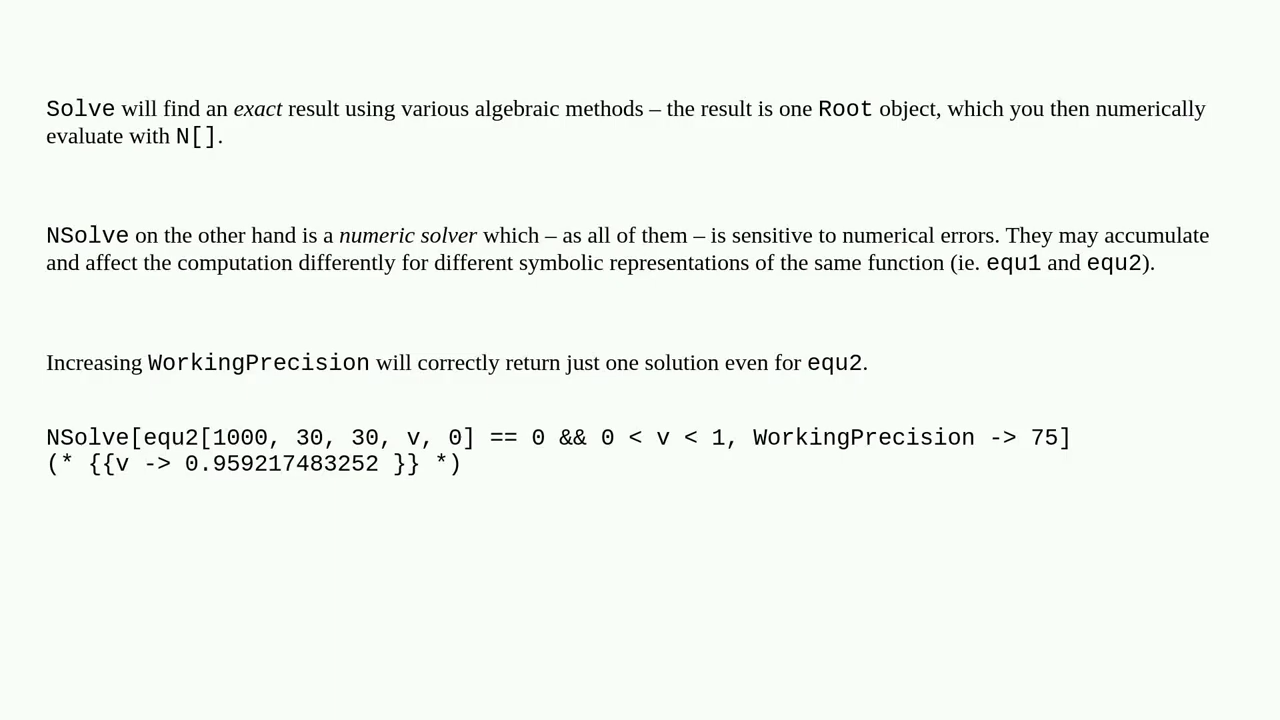 Solve will find an exact result using various algebraic methods – the result is one Root object, which you then numerically
evaluate with N[].
NSolve on the other hand is a numeric solver which – as all of them – is sensitive to numerical errors. They may accumulate
and affect the computation differently for different symbolic representations of the same function (ie. equ1 and equ2).
Increasing WorkingPrecision will correctly return just one solution even for equ2.
NSolve[equ2[1000, 30, 30, v, 0] == 0 && 0 < v < 1, WorkingPrecision -> 75]
(* {{v -> 0.959217483252 }} *)